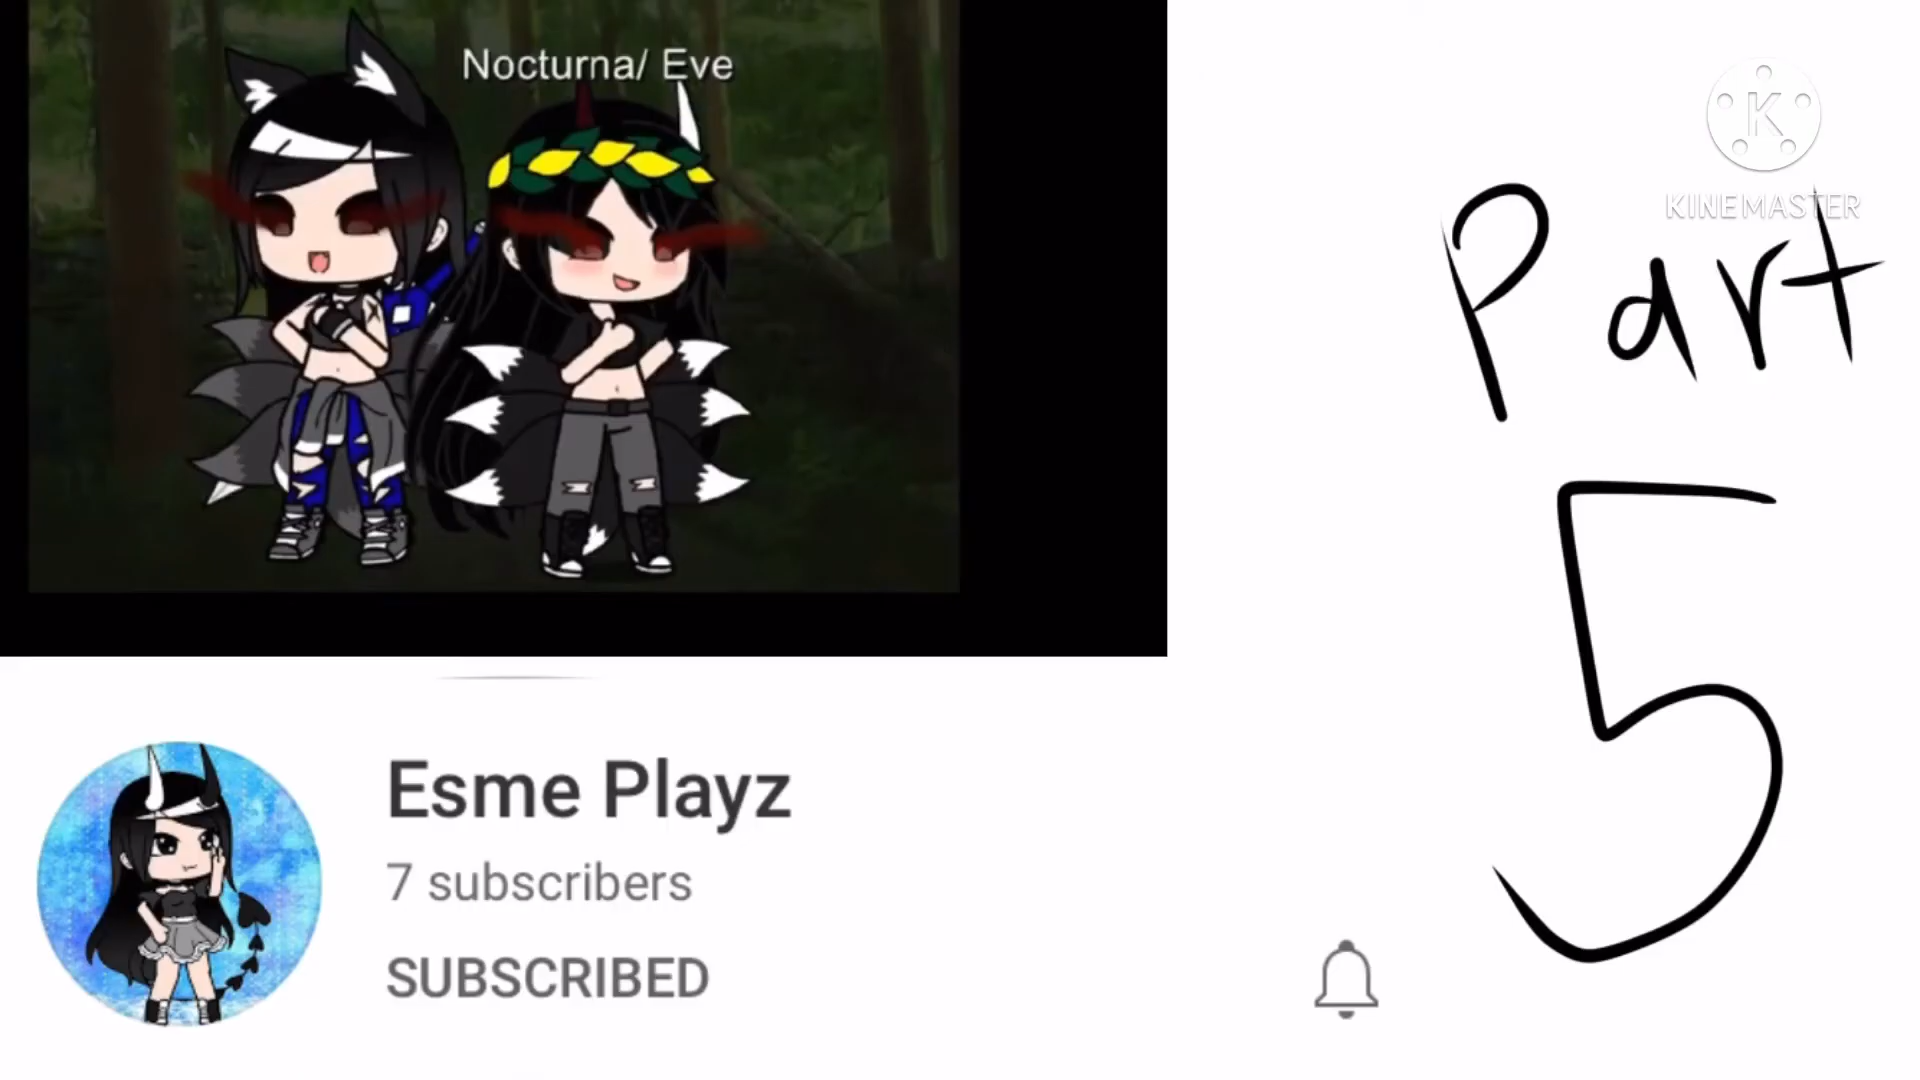 Nocturna/ Eve
K
KINEMASTER
Part
5
Esme Playz
7 subscribers
SUBSCRIBED